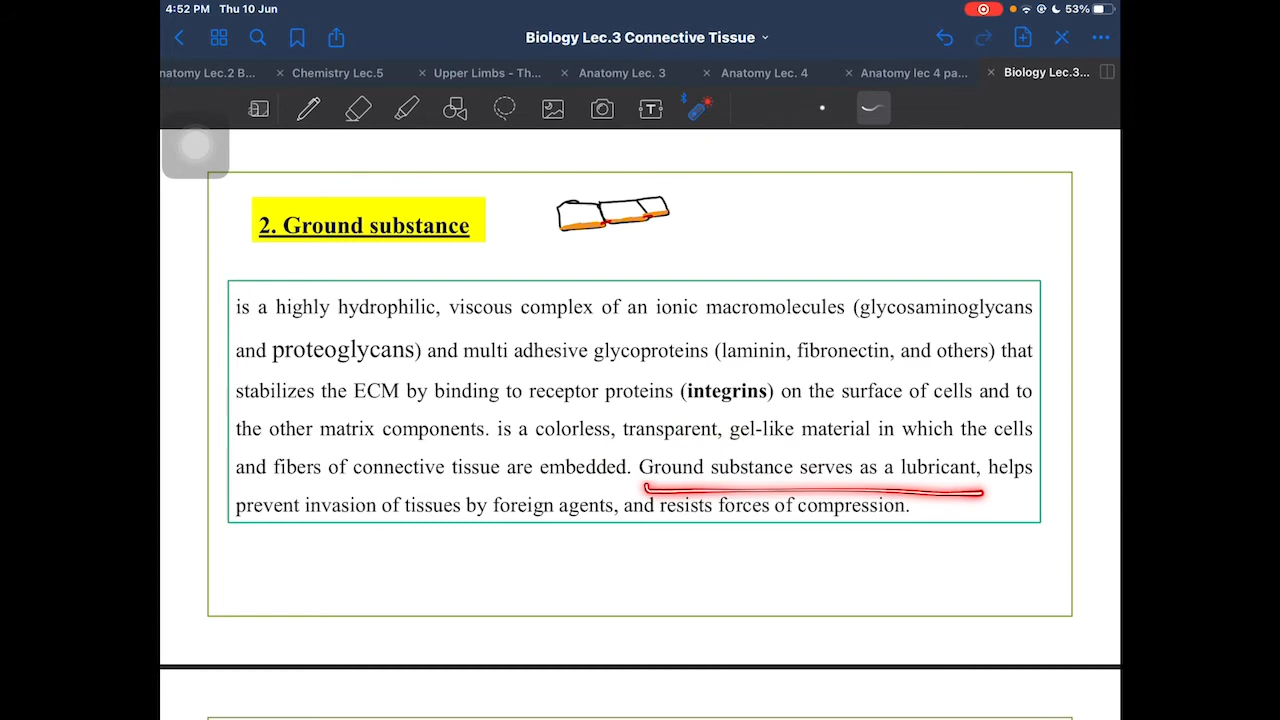 4:52 PM Thu 10 Jun 53%
Biology Lec.3 Connective Tissue
natomy Lec.2 B... Chemistry Lec.5 Upper Limbs - Th... Anatomy Lec. 3 Anatomy Lec. 4 Anatomy lec 4 pa... Biology Lec.3...
T
2. Ground substance
is a highly hydrophilic, viscous complex of an ionic macromolecules (glycosaminoglycans
and proteoglycans) and multi adhesive glycoproteins (laminin, fibronectin, and others) that
stabilizes the ECM by binding to receptor proteins (integrins) on the surface of cells and to
the other matrix components. is a colorless, transparent, gel-like material in which the cells
and fibers of connective tissue are embedded. Ground substance serves as a lubricant, helps
prevent invasion of tissues by foreign agents, and resists forces of compression.